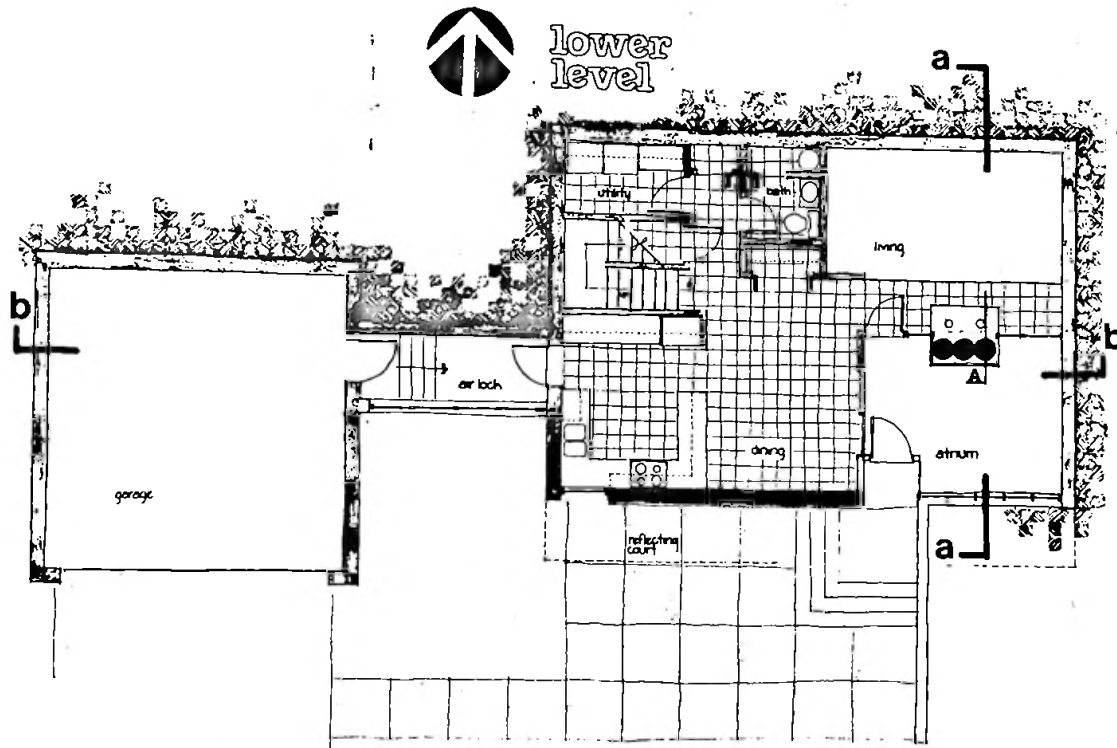 lower
level
a
utility
bath
living
b
b
air lock
A
dining
atrium
garage
reflecting
court
a